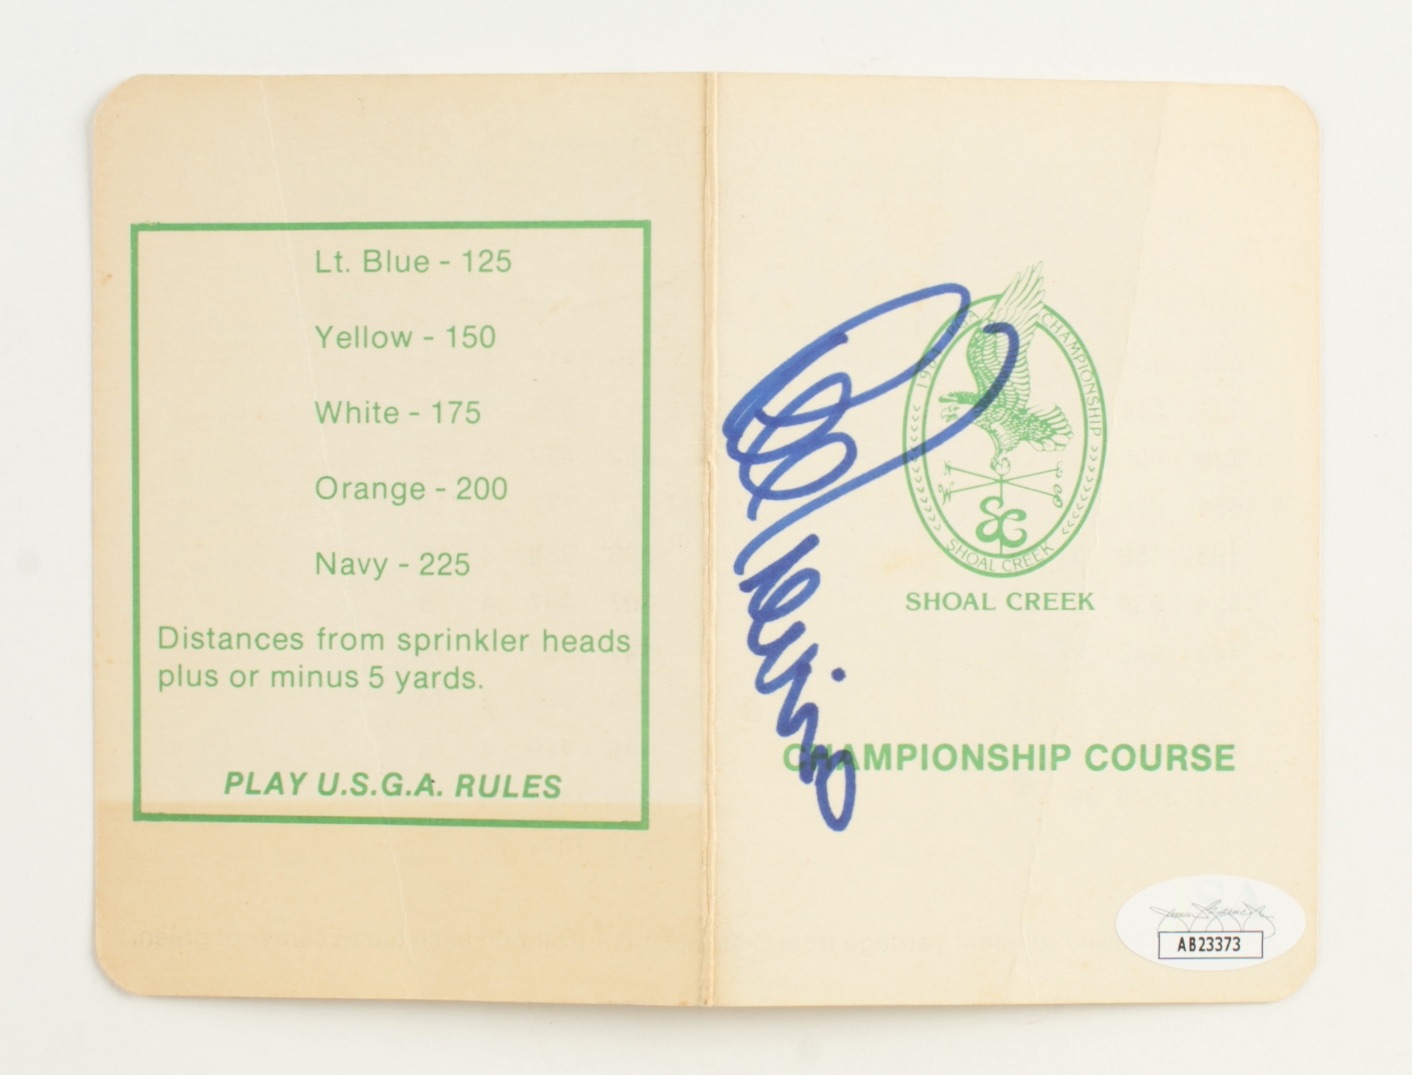 Lt. Blue - 125
Yellow - 150
White - 175
Orange - 200
Navy - 225
Distances from sprinkler heads
plus or minus 5 yards.
PLAY U.S.G.A. RULES
CHAMPIONSHIP
SHOAL CREEK
SC
SHOAL CREEK
CHAMPIONSHIP COURSE
AB23373